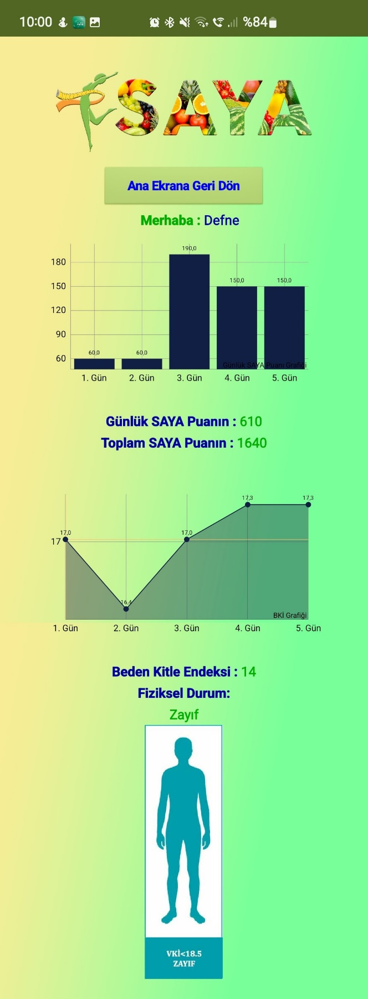 10:00 %84
SAYA
Ana Ekrana Geri Dön
Merhaba : Defne
190,0
180
150,0 150,0
150
120
90
60,0 60,0
60
Günlük SAYA Puanı Grafiği
1. Gün 2. Gün 3. Gün 4. Gün 5. Gün
Günlük SAYA Puanın : 610
Toplam SAYA Puanın : 1640
17,3 17,3
17,0 17,0
17
16,4
BKİ Grafiği
1. Gün 2. Gün 3. Gün 4. Gün 5. Gün
Beden Kitle Endeksi : 14
Fiziksel Durum:
Zayıf
VKİ<18.5
ZAYIF